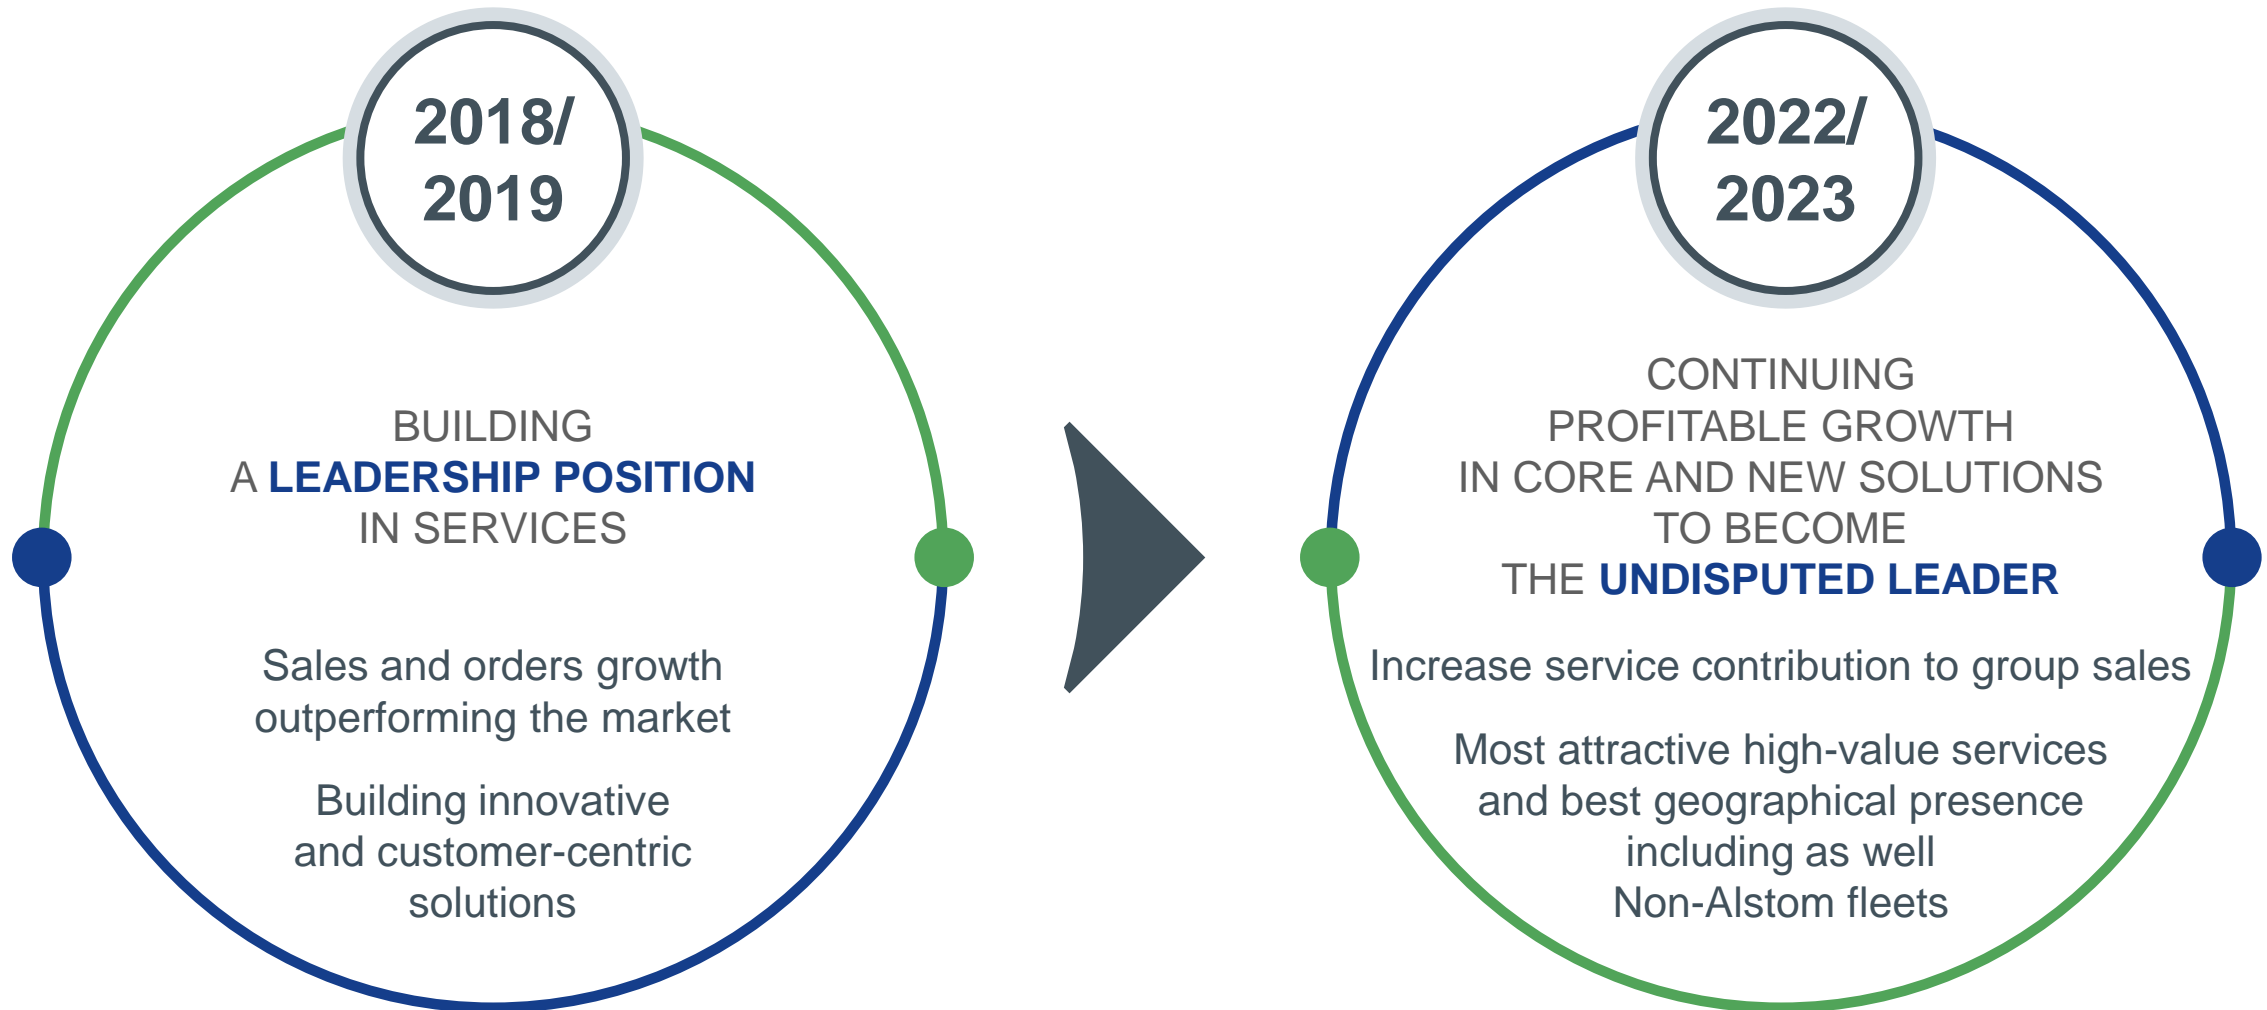 2018/
2019
BUILDING
A LEADERSHIP POSITION
IN SERVICES
Sales and orders growth
outperforming the market
Building innovative
and customer-centric
solutions
2022/
2023
CONTINUING
PROFITABLE GROWTH
IN CORE AND NEW SOLUTIONS
TO BECOME
THE UNDISPUTED LEADER
Increase service contribution to group sales
Most attractive high-value services
and best geographical presence
including as well
Non-Alstom fleets